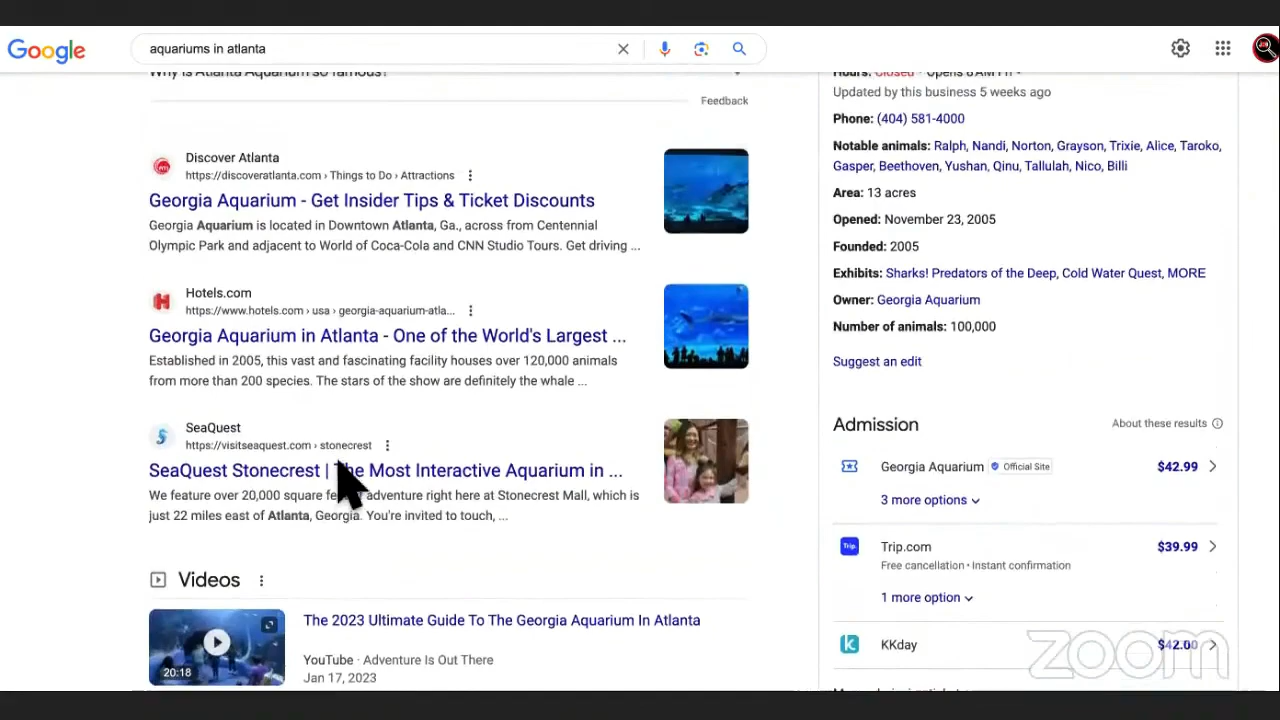 Google
aquariums in atlanta
Why is Atlanta Aquarium so famous?
Feedback
Discover Atlanta
https://discoveratlanta.com › Things to Do › Attractions
Georgia Aquarium - Get Insider Tips & Ticket Discounts
Georgia Aquarium is located in Downtown Atlanta, Ga., across from Centennial
Olympic Park and adjacent to World of Coca-Cola and CNN Studio Tours. Get driving ...
Hotels.com
https://www.hotels.com › usa › georgia-aquarium-atla...
Georgia Aquarium in Atlanta - One of the World's Largest ...
Established in 2005, this vast and fascinating facility houses over 120,000 animals
from more than 200 species. The stars of the show are definitely the whale ...
SeaQuest
https://visitseaquest.com › stonecrest
SeaQuest Stonecrest | The Most Interactive Aquarium in ...
We feature over 20,000 square adventure right here at Stonecrest Mall, which is
just 22 miles east of Atlanta, Georgia. You're invited to touch, ...
Videos
20:18
The 2023 Ultimate Guide To The Georgia Aquarium In Atlanta
YouTube · Adventure Is Out There
Jan 17, 2023
Hours: Closed · Opens 8 AM Fri
Updated by this business 5 weeks ago
Phone: (404) 581-4000
Notable animals: Ralph, Nandi, Norton, Grayson, Trixie, Alice, Taroko,
Gasper, Beethoven, Yushan, Qinu, Tallulah, Nico, Billi
Area: 13 acres
Opened: November 23, 2005
Founded: 2005
Exhibits: Sharks! Predators of the Deep, Cold Water Quest, MORE
Owner: Georgia Aquarium
Number of animals: 100,000
Suggest an edit
Admission
About these results
Georgia Aquarium Official Site $42.99
3 more options
Trip.com $39.99
Free cancellation · Instant confirmation
1 more option
KKday $42.00
zoom